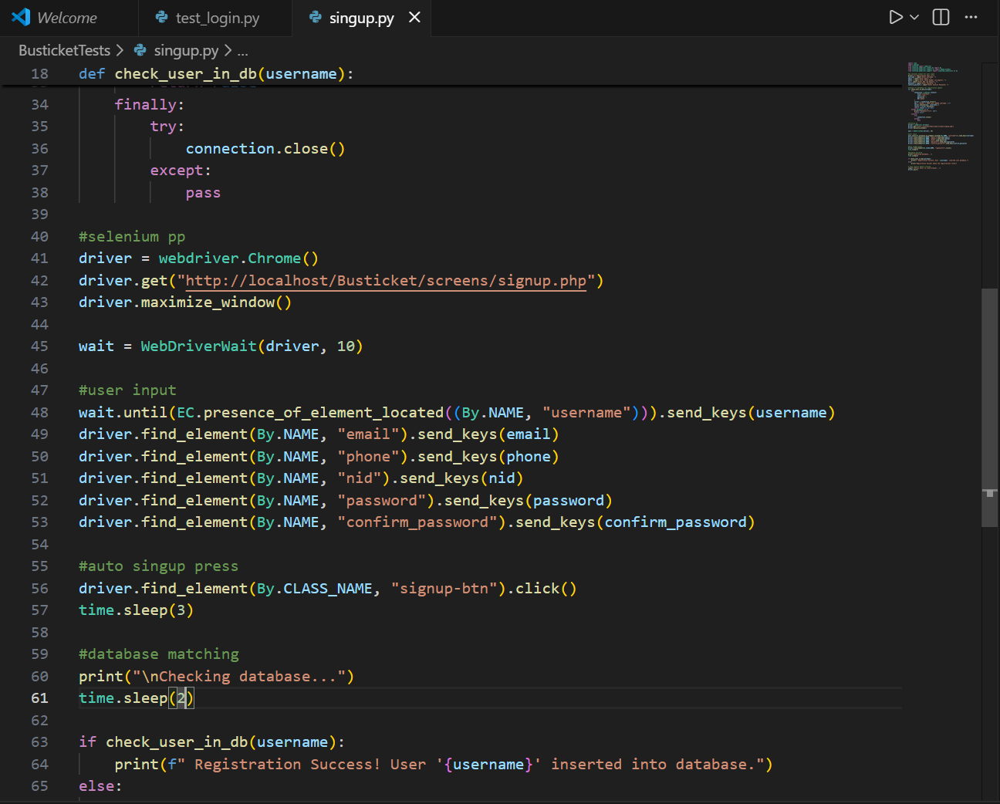 Welcome test_login.py singup.py
BusticketTests > singup.py > ...
18 def check_user_in_db(username):
34 finally:
35 try:
36 connection.close()
37 except:
38 pass
39
40 #selenium pp
41 driver = webdriver.Chrome()
42 driver.get("http://localhost/Busticket/screens/signup.php")
43 driver.maximize_window()
44
45 wait = WebDriverWait(driver, 10)
46
47 #user input
48 wait.until(EC.presence_of_element_located((By.NAME, "username"))).send_keys(username)
49 driver.find_element(By.NAME, "email").send_keys(email)
50 driver.find_element(By.NAME, "phone").send_keys(phone)
51 driver.find_element(By.NAME, "nid").send_keys(nid)
52 driver.find_element(By.NAME, "password").send_keys(password)
53 driver.find_element(By.NAME, "confirm_password").send_keys(confirm_password)
54
55 #auto singup press
56 driver.find_element(By.CLASS_NAME, "signup-btn").click()
57 time.sleep(3)
58
59 #database matching
60 print("\nChecking database...")
61 time.sleep(2)
62
63 if check_user_in_db(username):
64 print(f" Registration Success! User '{username}' inserted into database.")
65 else: